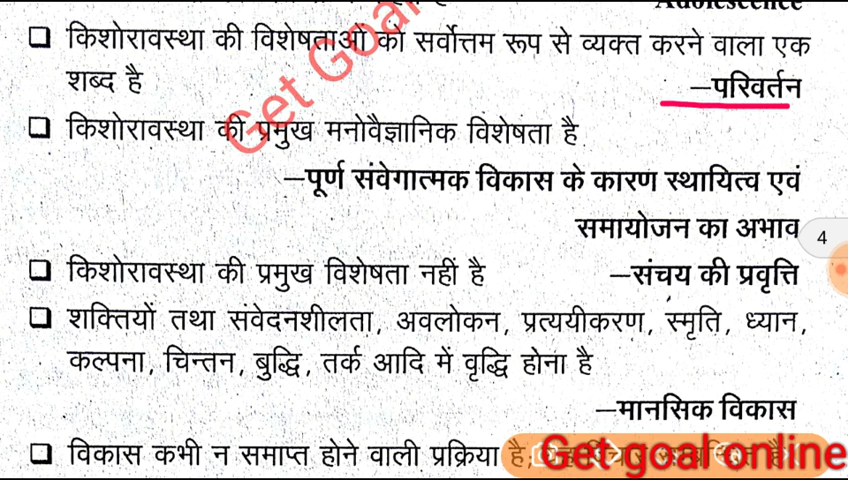 Adolescence
❑ किशोरावस्था की विशेषताओं को सर्वोत्तम रूप से व्यक्त करने वाला एक
शब्द है –परिवर्तन
❑ किशोरावस्था की प्रमुख मनोवैज्ञानिक विशेषता है
–पूर्ण संवेगात्मक विकास के कारण स्थायित्व एवं
समायोजन का अभाव
4
❑ किशोरावस्था की प्रमुख विशेषता नहीं है –संचय की प्रवृत्ति
❑ शक्तियों तथा संवेदनशीलता, अवलोकन, प्रत्ययीकरण, स्मृति, ध्यान,
कल्पना, चिन्तन, बुद्धि, तर्क आदि में वृद्धि होना है
–मानसिक विकास
❑ विकास कभी न समाप्त होने वाली प्रक्रिया है,
Get goal online
Get Goal